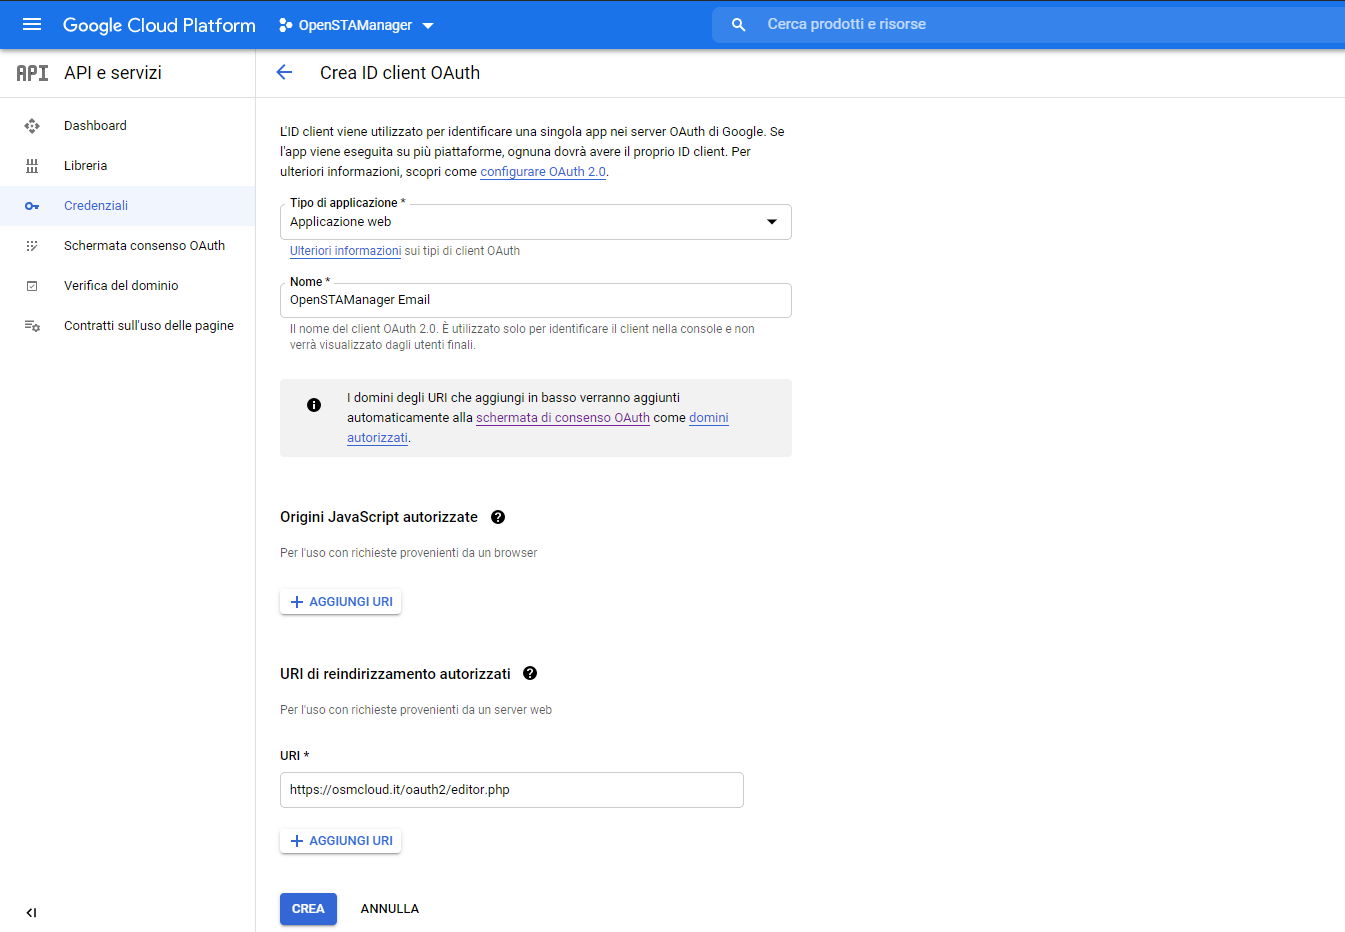 Google Cloud Platform
OpenSTAManager
Cerca prodotti e risorse
API
API e servizi
Crea ID client OAuth
Dashboard
Libreria
Credenziali
Schermata consenso OAuth
Verifica del dominio
Contratti sull'uso delle pagine
L'ID client viene utilizzato per identificare una singola app nei server OAuth di Google. Se
l'app viene eseguita su più piattaforme, ognuna dovrà avere il proprio ID client. Per
ulteriori informazioni, scopri come configurare OAuth 2.0.
Tipo di applicazione *
Applicazione web
Ulteriori informazioni sui tipi di client OAuth
Nome *
OpenSTAManager Email
Il nome del client OAuth 2.0. È utilizzato solo per identificare il client nella console e non
verrà visualizzato dagli utenti finali.
I domini degli URI che aggiungi in basso verranno aggiunti
automaticamente alla schermata di consenso OAuth come domini
autorizzati.
Origini JavaScript autorizzate
Per l'uso con richieste provenienti da un browser
AGGIUNGI URI
URI di reindirizzamento autorizzati
Per l'uso con richieste provenienti da un server web
URI *
https://osmcloud.it/oauth2/editor.php
AGGIUNGI URI
CREA
ANNULLA